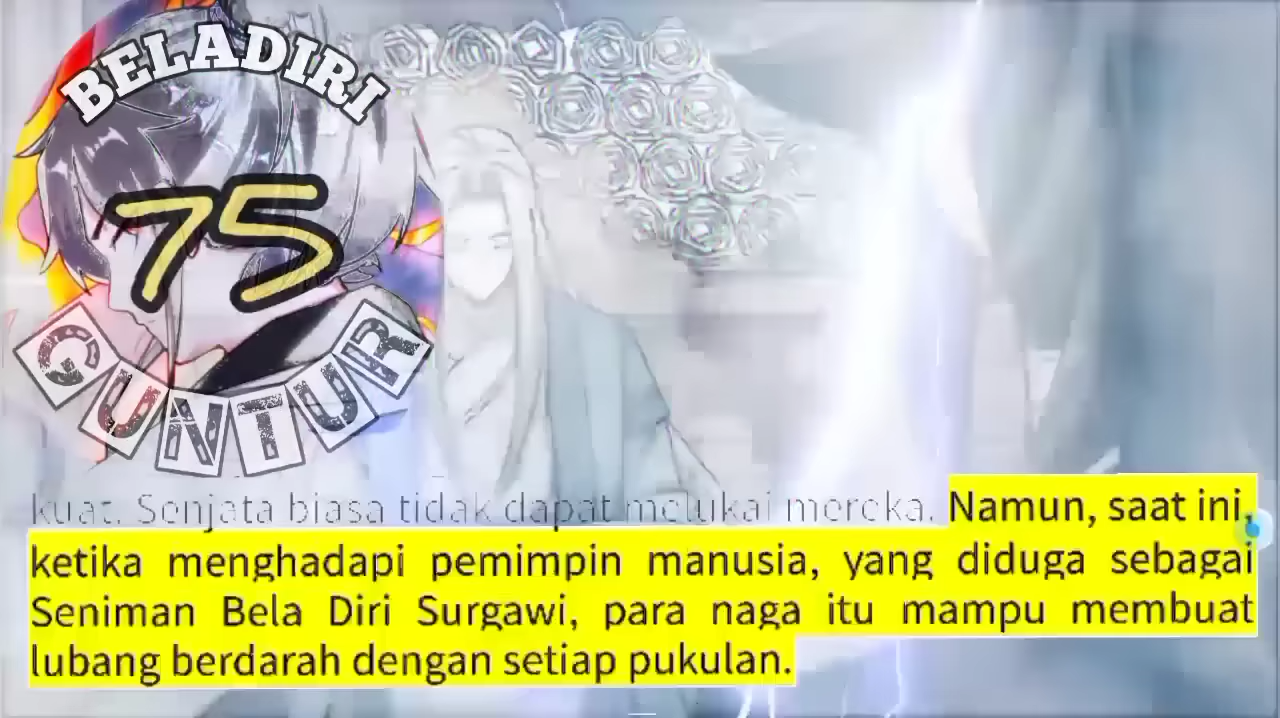 BELADIRI
75
GUNTUR
kuat. Senjata biasa tidak dapat melukai mereka. Namun, saat ini,
ketika menghadapi pemimpin manusia, yang diduga sebagai
Seniman Bela Diri Surgawi, para naga itu mampu membuat
lubang berdarah dengan setiap pukulan.